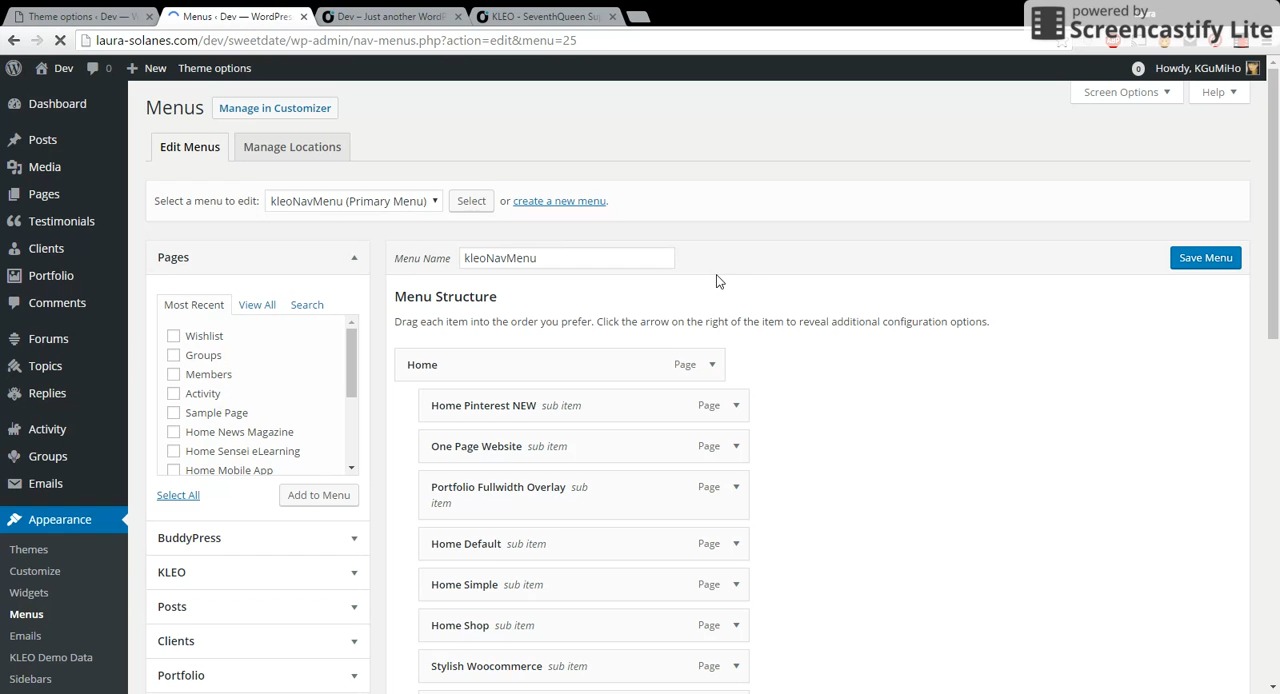 Theme options ‹ Dev — W
Menus ‹ Dev — WordPres
Dev – Just another WordP
KLEO - SeventhQueen Su
powered by
Screencastify Lite
laura-solanes.com/dev/sweetdate/wp-admin/nav-menus.php?action=edit&menu=25
Dev 0 New Theme options 0 Howdy, KGuMiHo
Dashboard
Posts
Media
Pages
Testimonials
Clients
Portfolio
Comments
Forums
Topics
Replies
Activity
Groups
Emails
Appearance
Themes
Customize
Widgets
Menus
Emails
KLEO Demo Data
Sidebars
Screen Options Help
Menus Manage in Customizer
Edit Menus Manage Locations
Select a menu to edit: kleoNavMenu (Primary Menu) Select or create a new menu.
Pages
Most Recent View All Search
Wishlist
Groups
Members
Activity
Sample Page
Home News Magazine
Home Sensei eLearning
Home Mobile App
Select All Add to Menu
BuddyPress
KLEO
Posts
Clients
Portfolio
Menu Name kleoNavMenu Save Menu
Menu Structure
Drag each item into the order you prefer. Click the arrow on the right of the item to reveal additional configuration options.
Home Page
Home Pinterest NEW sub item Page
One Page Website sub item Page
Portfolio Fullwidth Overlay sub Page
item
Home Default sub item Page
Home Simple sub item Page
Home Shop sub item Page
Stylish Woocommerce sub item Page